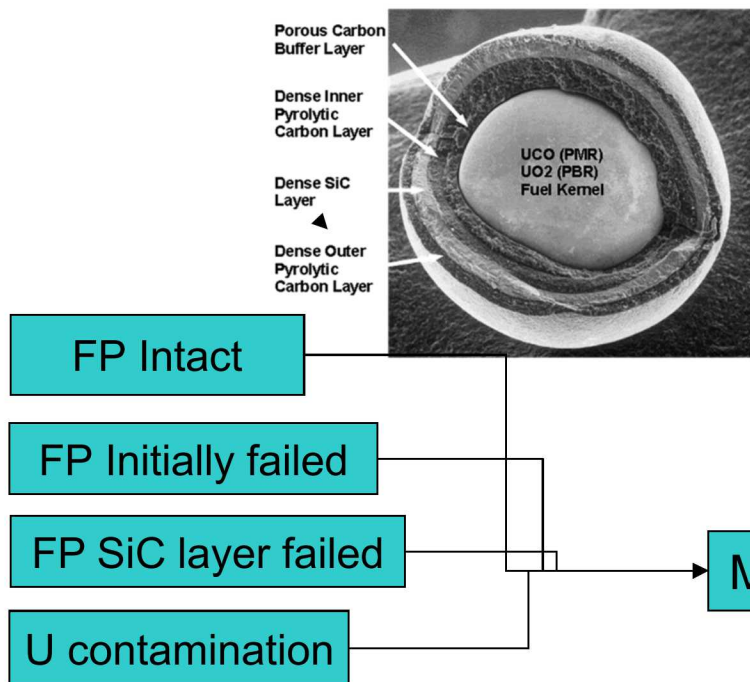 Porous Carbon
Buffer Layer
Dense Inner
Pyrolytic
Carbon Layer
UCO (PMR)
UO2 (PBR)
Fuel Kernel
Dense SiC
Layer
Dense Outer
Pyrolytic
Carbon Layer
FP Intact
FP Initially failed
FP SiC layer failed
U contamination